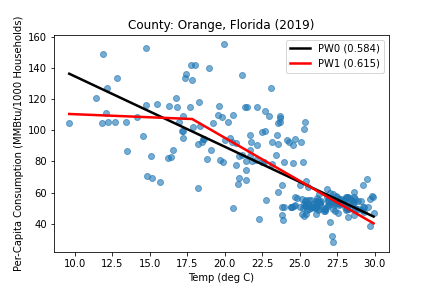 County: Orange, Florida (2019)
Per-Capita Consumption (MMBtu/1000 Households)
160
140
120
100
80
60
40
PW0 (0.584)
PW1 (0.615)
10.0 12.5 15.0 17.5 20.0 22.5 25.0 27.5 30.0
Temp (deg C)